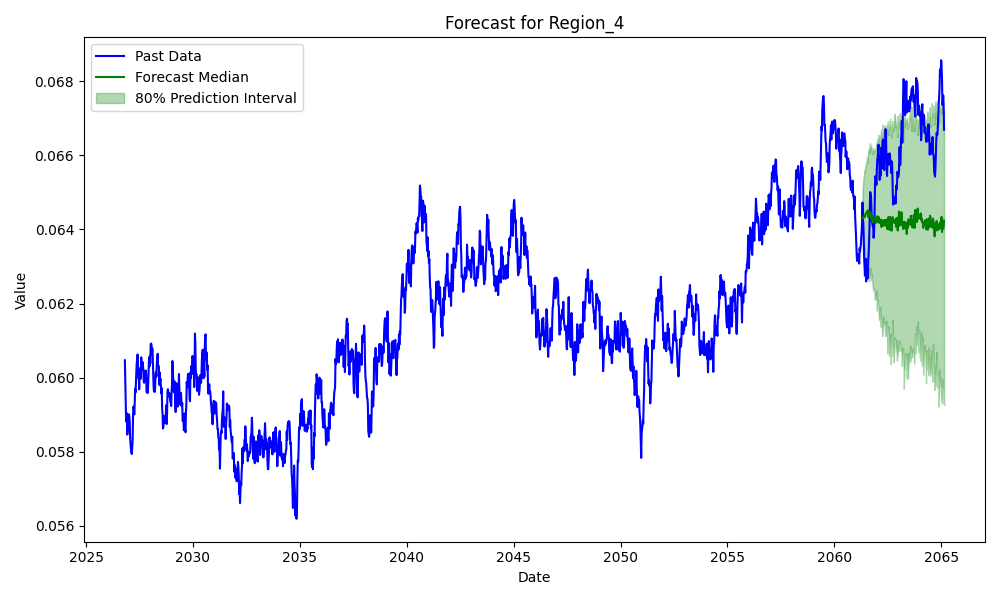 Forecast for Region_4
Past Data
Forecast Median
80% Prediction Interval
0.068
0.066
0.064
0.062
0.060
0.058
0.056
Value
2025 2030 2035 2040 2045 2050 2055 2060 2065
Date